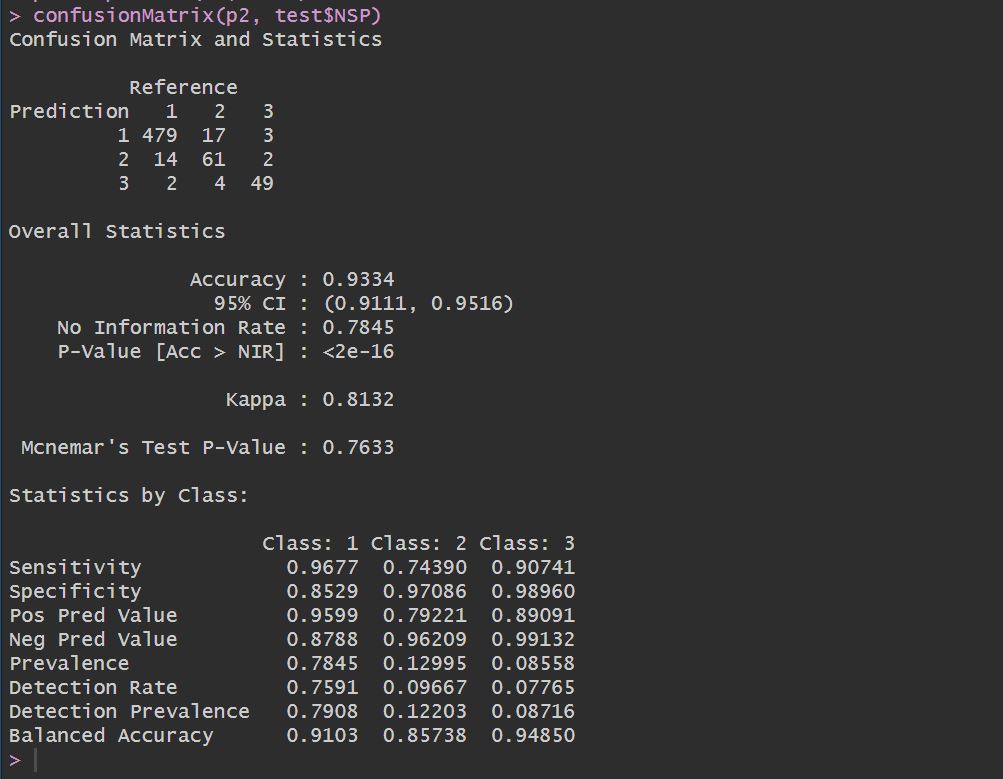 > confusionMatrix(p2, test$NSP)
Confusion Matrix and Statistics
Reference
Prediction 1 2 3
1 479 17 3
2 14 61 2
3 2 4 49
Overall Statistics
Accuracy : 0.9334
95% CI : (0.9111, 0.9516)
No Information Rate : 0.7845
P-Value [Acc > NIR] : <2e-16
Kappa : 0.8132
Mcnemar's Test P-Value : 0.7633
Statistics by Class:
Class: 1 Class: 2 Class: 3
Sensitivity 0.9677 0.74390 0.90741
Specificity 0.8529 0.97086 0.98960
Pos Pred Value 0.9599 0.79221 0.89091
Neg Pred Value 0.8788 0.96209 0.99132
Prevalence 0.7845 0.12995 0.08558
Detection Rate 0.7591 0.09667 0.07765
Detection Prevalence 0.7908 0.12203 0.08716
Balanced Accuracy 0.9103 0.85738 0.94850
>